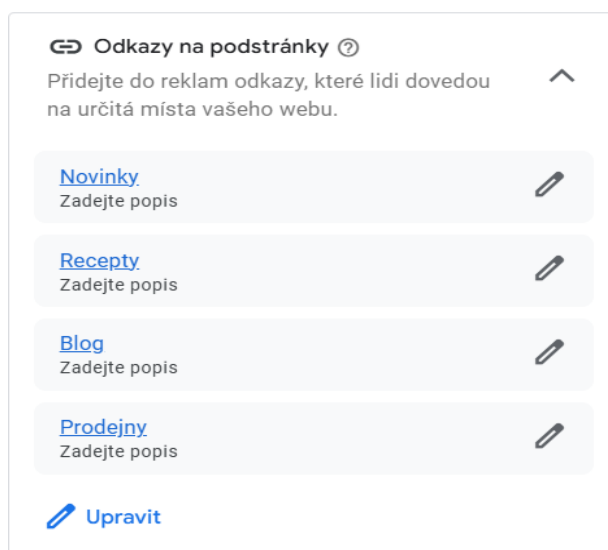 Odkazy na podstránky
Přidejte do reklam odkazy, které lidi dovedou
na určitá místa vašeho webu.
Novinky
Zadejte popis
Recepty
Zadejte popis
Blog
Zadejte popis
Prodejny
Zadejte popis
Upravit